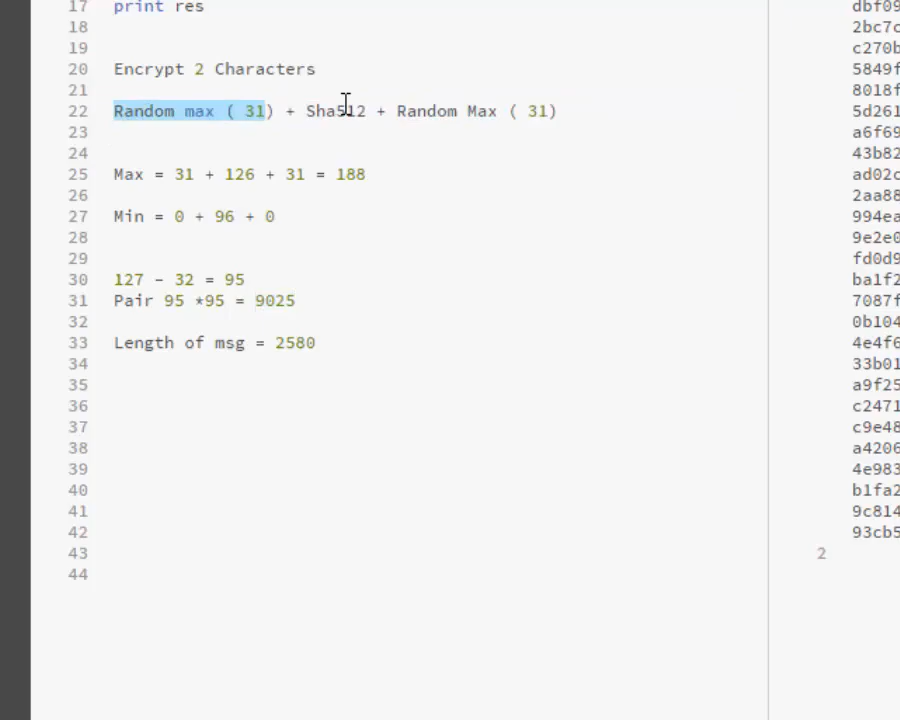 17 print res
18
19
20 Encrypt 2 Characters
21
22 Random max ( 31) + Sha512 + Random Max ( 31)
23
24
25 Max = 31 + 126 + 31 = 188
26
27 Min = 0 + 96 + 0
28
29
30 127 - 32 = 95
31 Pair 95 *95 = 9025
32
33 Length of msg = 2580
34
35
36
37
38
39
40
41
42
43
44
dbf09
2bc7c
c270b
5849f
8018f
5d261
a6f69
43b82
ad02c
2aa88
994ea
9e2e0
fd0d9
ba1f2
7087f
0b104
4e4f6
33b01
a9f25
c2471
c9e48
a4206
4e983
b1fa2
9c814
93cb5
2